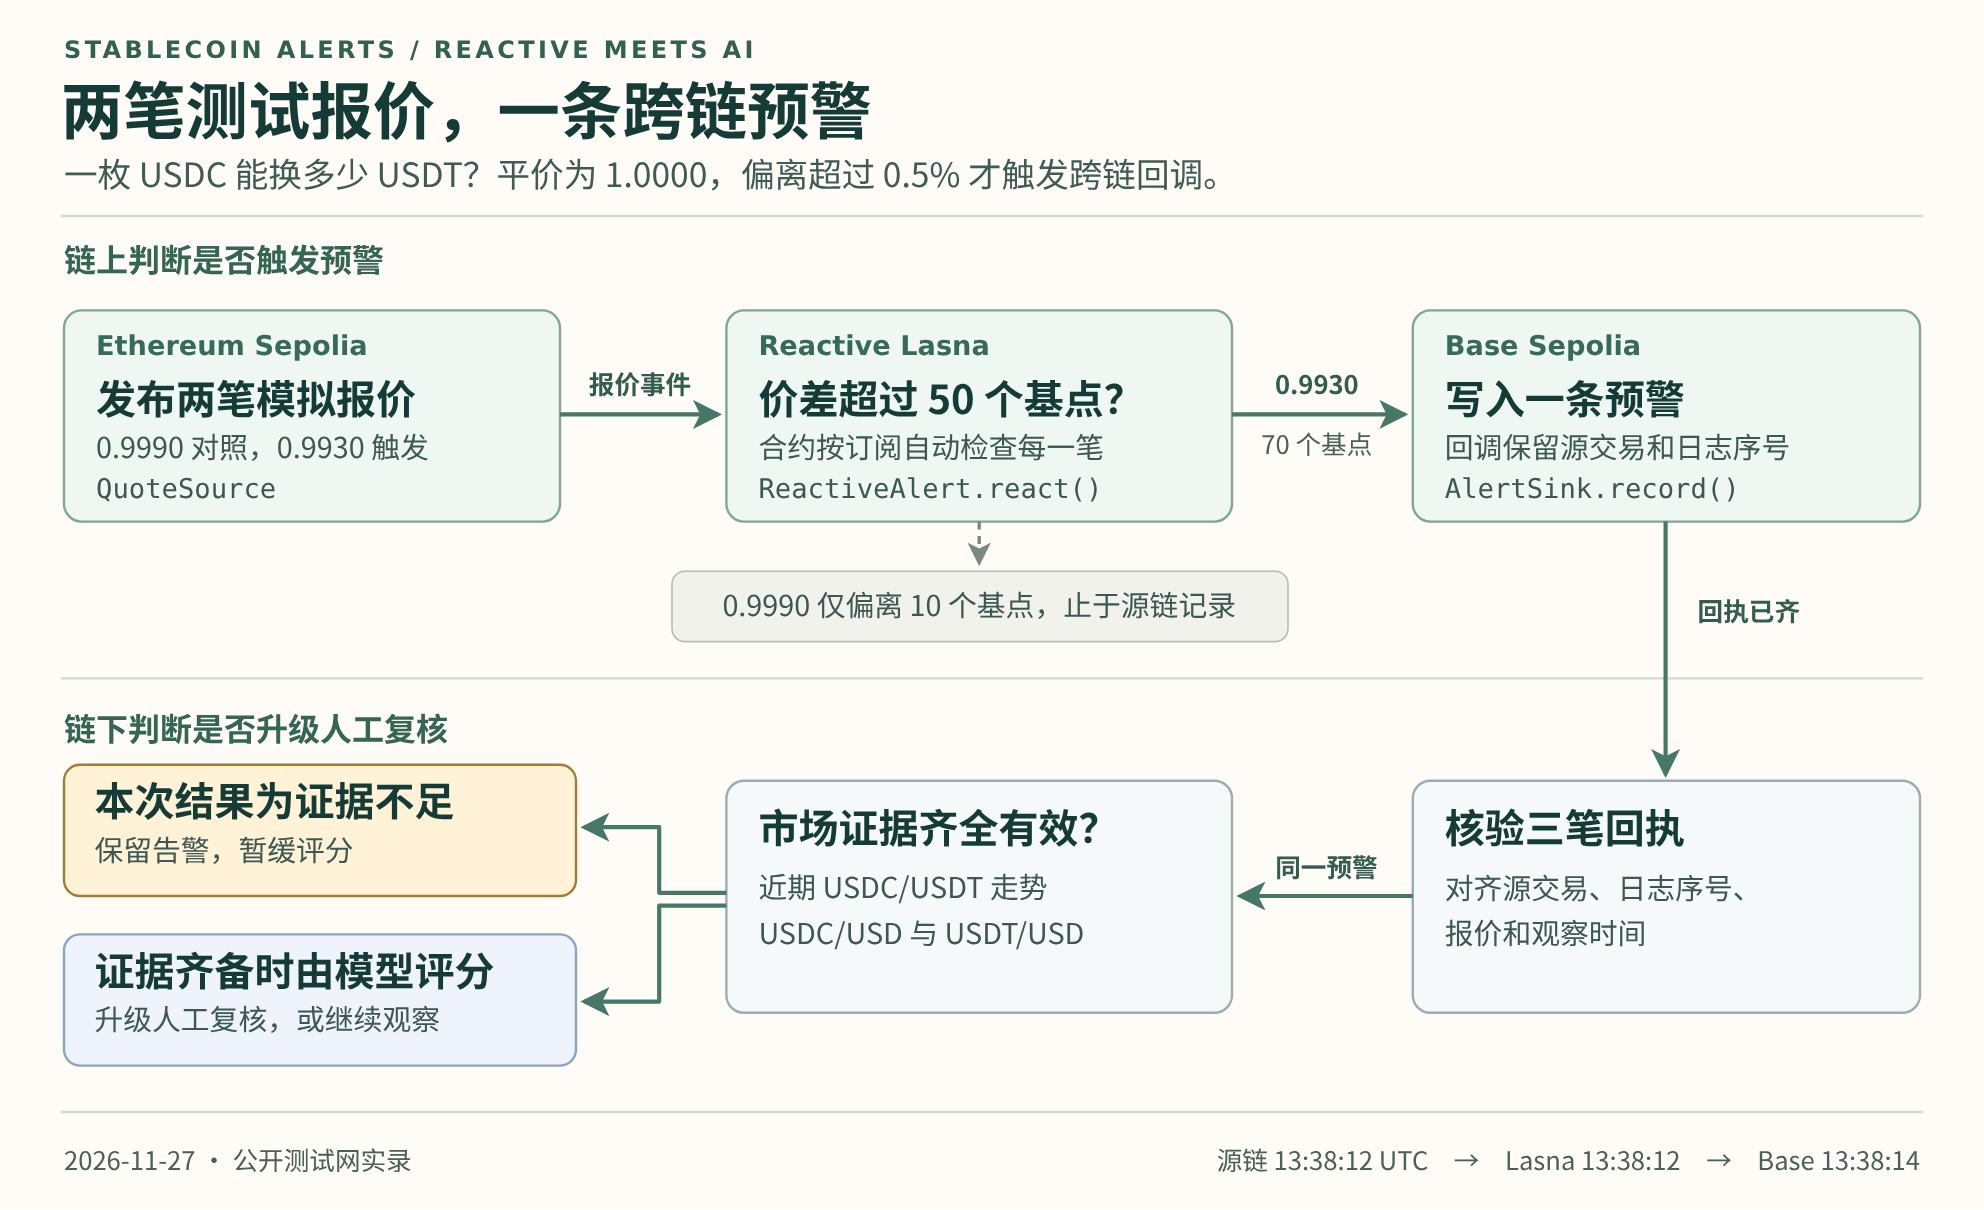 STABLECOIN ALERTS / REACTIVE MEETS AI
两笔测试报价，一条跨链预警
一枚 USDC 能换多少 USDT？平价为 1.0000，偏离超过 0.5% 才触发跨链回调。
链上判断是否触发预警
Ethereum Sepolia
发布两笔模拟报价
0.9990 对照，0.9930 触发
QuoteSource
报价事件
Reactive Lasna
价差超过 50 个基点？
合约按订阅自动检查每一笔
ReactiveAlert.react()
0.9930
70 个基点
Base Sepolia
写入一条预警
回调保留源交易和日志序号
AlertSink.record()
0.9990 仅偏离 10 个基点，止于源链记录
回执已齐
链下判断是否升级人工复核
本次结果为证据不足
保留告警，暂缓评分
证据齐备时由模型评分
升级人工复核，或继续观察
市场证据齐全有效？
近期 USDC/USDT 走势
USDC/USD 与 USDT/USD
同一预警
核验三笔回执
对齐源交易、日志序号、
报价和观察时间
2026-11-27 · 公开测试网实录
源链 13:38:12 UTC → Lasna 13:38:12 → Base 13:38:14